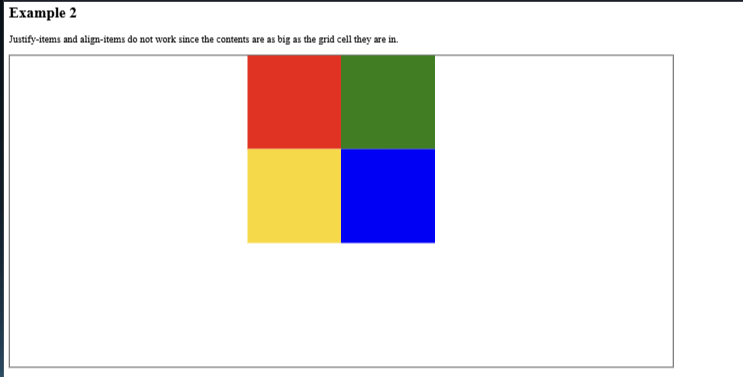 Example 2
Justify-items and align-items do not work since the contents are as big as the grid cell they are in.